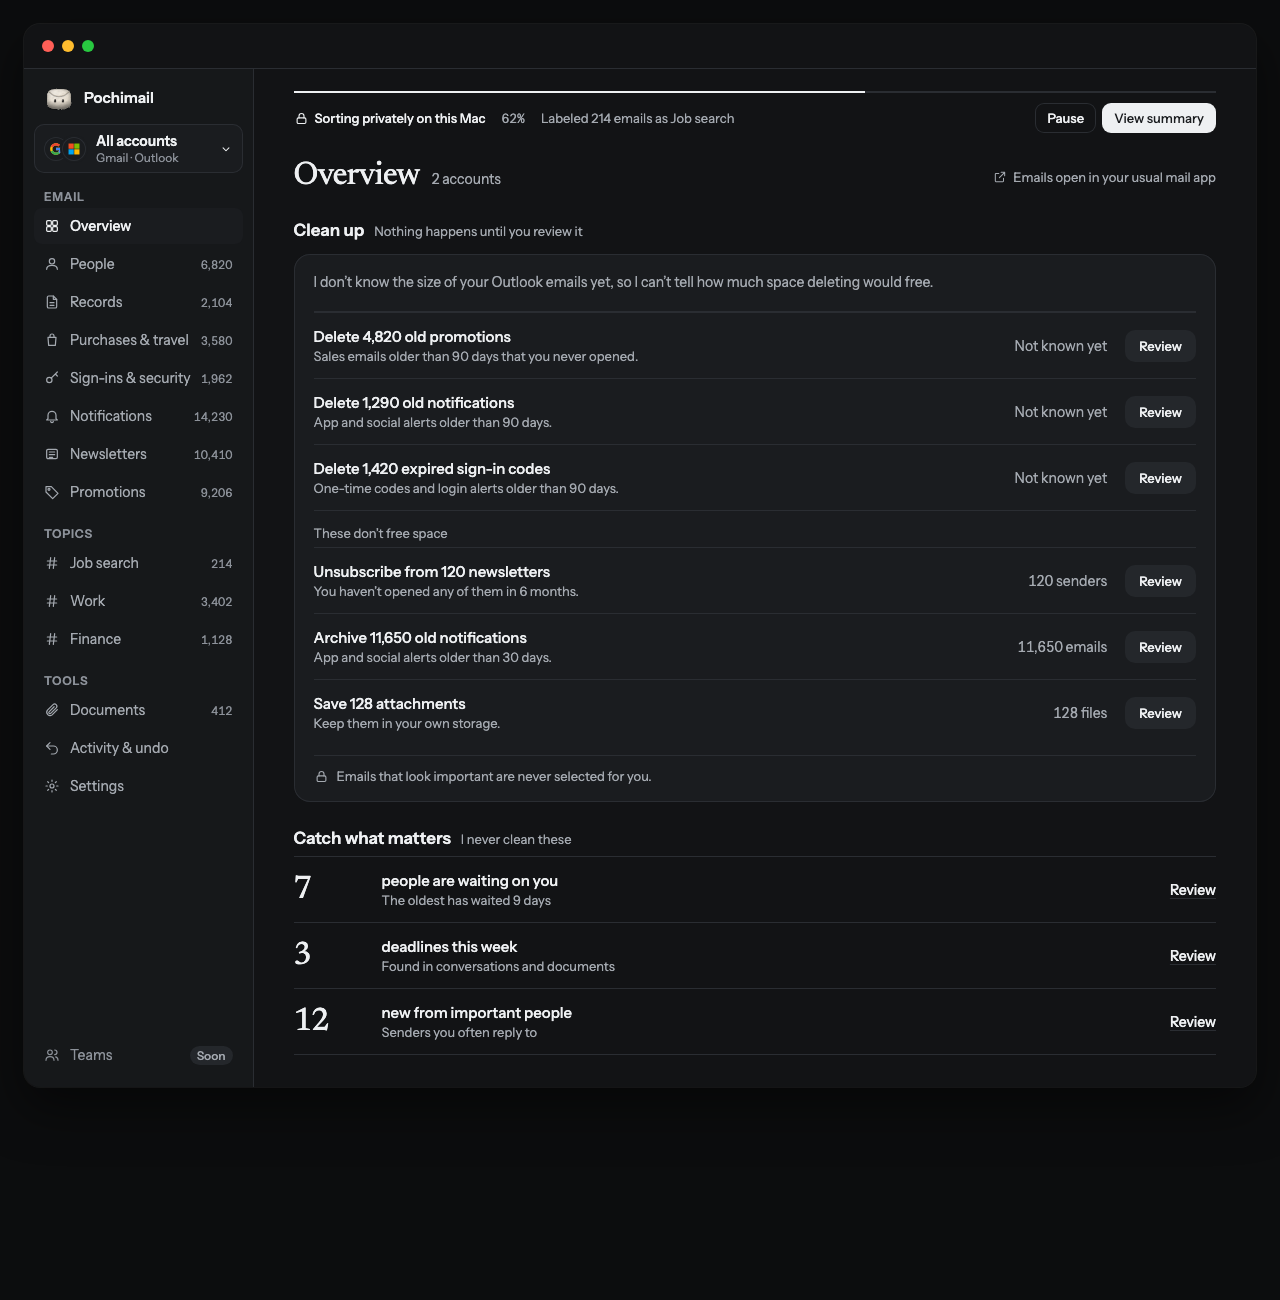 Pochimail
All accounts
Gmail · Outlook
EMAIL
Overview
People 6,820
Records 2,104
Purchases & travel 3,580
Sign-ins & security 1,962
Notifications 14,230
Newsletters 10,410
Promotions 9,206
TOPICS
Job search 214
Work 3,402
Finance 1,128
TOOLS
Documents 412
Activity & undo
Settings
Teams Soon
Sorting privately on this Mac 62% Labeled 214 emails as Job search Pause View summary
Overview 2 accounts Emails open in your usual mail app
Clean up Nothing happens until you review it
I don't know the size of your Outlook emails yet, so I can't tell how much space deleting would free.
Delete 4,820 old promotions
Sales emails older than 90 days that you never opened.
Not known yet Review
Delete 1,290 old notifications
App and social alerts older than 90 days.
Not known yet Review
Delete 1,420 expired sign-in codes
One-time codes and login alerts older than 90 days.
Not known yet Review
These don't free space
Unsubscribe from 120 newsletters
You haven't opened any of them in 6 months.
120 senders Review
Archive 11,650 old notifications
App and social alerts older than 30 days.
11,650 emails Review
Save 128 attachments
Keep them in your own storage.
128 files Review
Emails that look important are never selected for you.
Catch what matters I never clean these
7 people are waiting on you
The oldest has waited 9 days
Review
3 deadlines this week
Found in conversations and documents
Review
12 new from important people
Senders you often reply to
Review